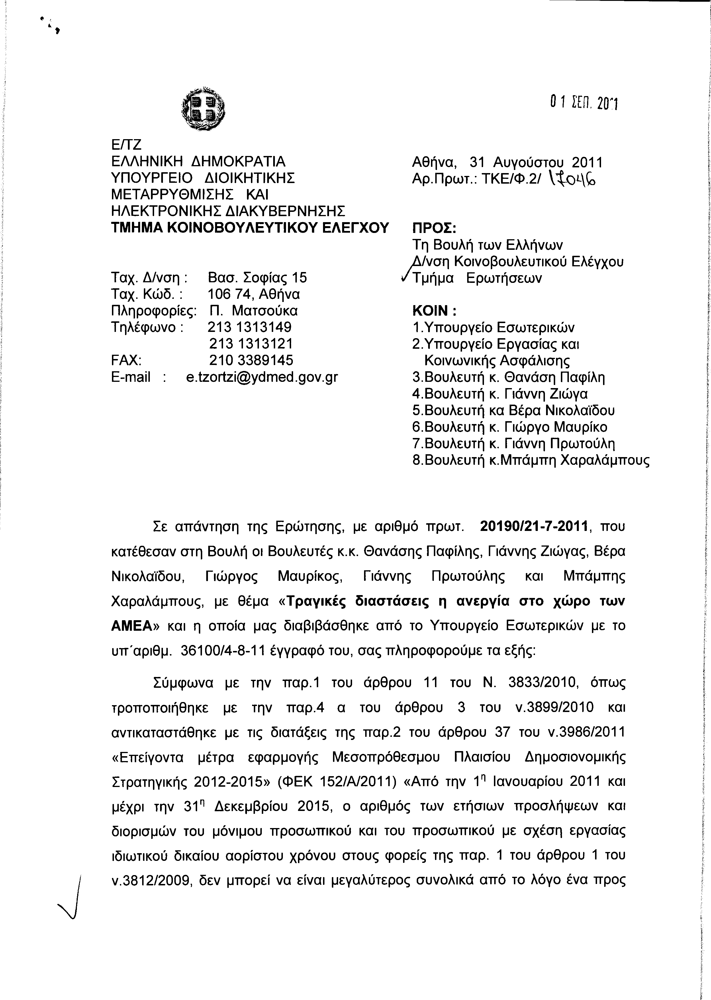 01 ΣΕΠ. 2011
Ε/ΤΖ
ΕΛΛΗΝΙΚΗ ΔΗΜΟΚΡΑΤΙΑ
ΥΠΟΥΡΓΕΙΟ ΔΙΟΙΚΗΤΙΚΗΣ
ΜΕΤΑΡΡΥΘΜΙΣΗΣ ΚΑΙ
ΗΛΕΚΤΡΟΝΙΚΗΣ ΔΙΑΚΥΒΕΡΝΗΣΗΣ
ΤΜΗΜΑ ΚΟΙΝΟΒΟΥΛΕΥΤΙΚΟΥ ΕΛΕΓΧΟΥ
Ταχ. Δ/νση : Βασ. Σοφίας 15
Ταχ. Κώδ. : 106 74, Αθήνα
Πληροφορίες: Π. Ματσούκα
Τηλέφωνο : 213 1313149
213 1313121
FAX: 210 3389145
E-mail : e.tzortzi@ydmed.gov.gr
Αθήνα, 31 Αυγούστου 2011
Αρ.Πρωτ.: ΤΚΕ/Φ.2/ 17046
ΠΡΟΣ:
Τη Βουλή των Ελλήνων
Δ/νση Κοινοβουλευτικού Ελέγχου
Τμήμα Ερωτήσεων
ΚΟΙΝ :
1.Υπουργείο Εσωτερικών
2.Υπουργείο Εργασίας και
Κοινωνικής Ασφάλισης
3.Βουλευτή κ. Θανάση Παφίλη
4.Βουλευτή κ. Γιάννη Ζιώγα
5.Βουλευτή κα Βέρα Νικολαϊδου
6.Βουλευτή κ. Γιώργο Μαυρίκο
7.Βουλευτή κ. Γιάννη Πρωτούλη
8.Βουλευτή κ.Μπάμπη Χαραλάμπους
Σε απάντηση της Ερώτησης, με αριθμό πρωτ. 20190/21-7-2011, που
κατέθεσαν στη Βουλή οι Βουλευτές κ.κ. Θανάσης Παφίλης, Γιάννης Ζιώγας, Βέρα
Νικολαϊδου, Γιώργος Μαυρίκος, Γιάννης Πρωτούλης και Μπάμπης
Χαραλάμπους, με θέμα «Τραγικές διαστάσεις η ανεργία στο χώρο των
ΑΜΕΑ» και η οποία μας διαβιβάσθηκε από το Υπουργείο Εσωτερικών με το
υπ΄αριθμ. 36100/4-8-11 έγγραφό του, σας πληροφορούμε τα εξής:
Σύμφωνα με την παρ.1 του άρθρου 11 του Ν. 3833/2010, όπως
τροποποιήθηκε με την παρ.4 α του άρθρου 3 του ν.3899/2010 και
αντικαταστάθηκε με τις διατάξεις της παρ.2 του άρθρου 37 του ν.3986/2011
«Επείγοντα μέτρα εφαρμογής Μεσοπρόθεσμου Πλαισίου Δημοσιονομικής
Στρατηγικής 2012-2015» (ΦΕΚ 152/Α/2011) «Από την 1η Ιανουαρίου 2011 και
μέχρι την 31η Δεκεμβρίου 2015, ο αριθμός των ετήσιων προσλήψεων και
διορισμών του μόνιμου προσωπικού και του προσωπικού με σχέση εργασίας
ιδιωτικού δικαίου αορίστου χρόνου στους φορείς της παρ. 1 του άρθρου 1 του
ν.3812/2009, δεν μπορεί να είναι μεγαλύτερος συνολικά από το λόγο ένα προς